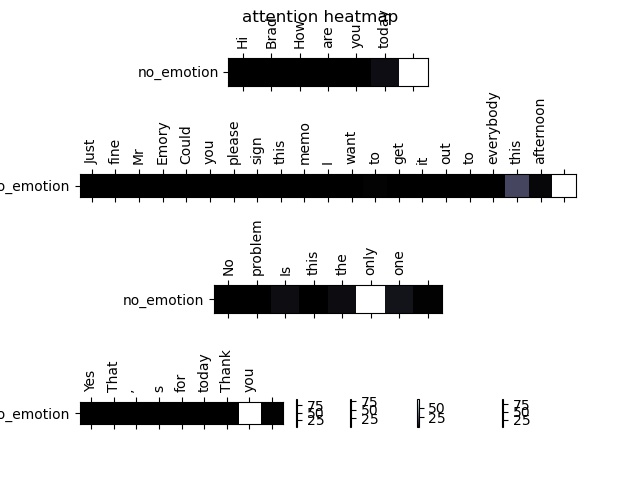 attention heatmap
Hi Brad How are you today
no_emotion
Just fine Mr Emory Could you please sign this memo I want to get it out to everybody this afternoon
o_emotion
No problem Is this the only one
no_emotion
Yes That , s for today Thank you
o_emotion
75 50 25
75 50 25
50 25
75 50 25